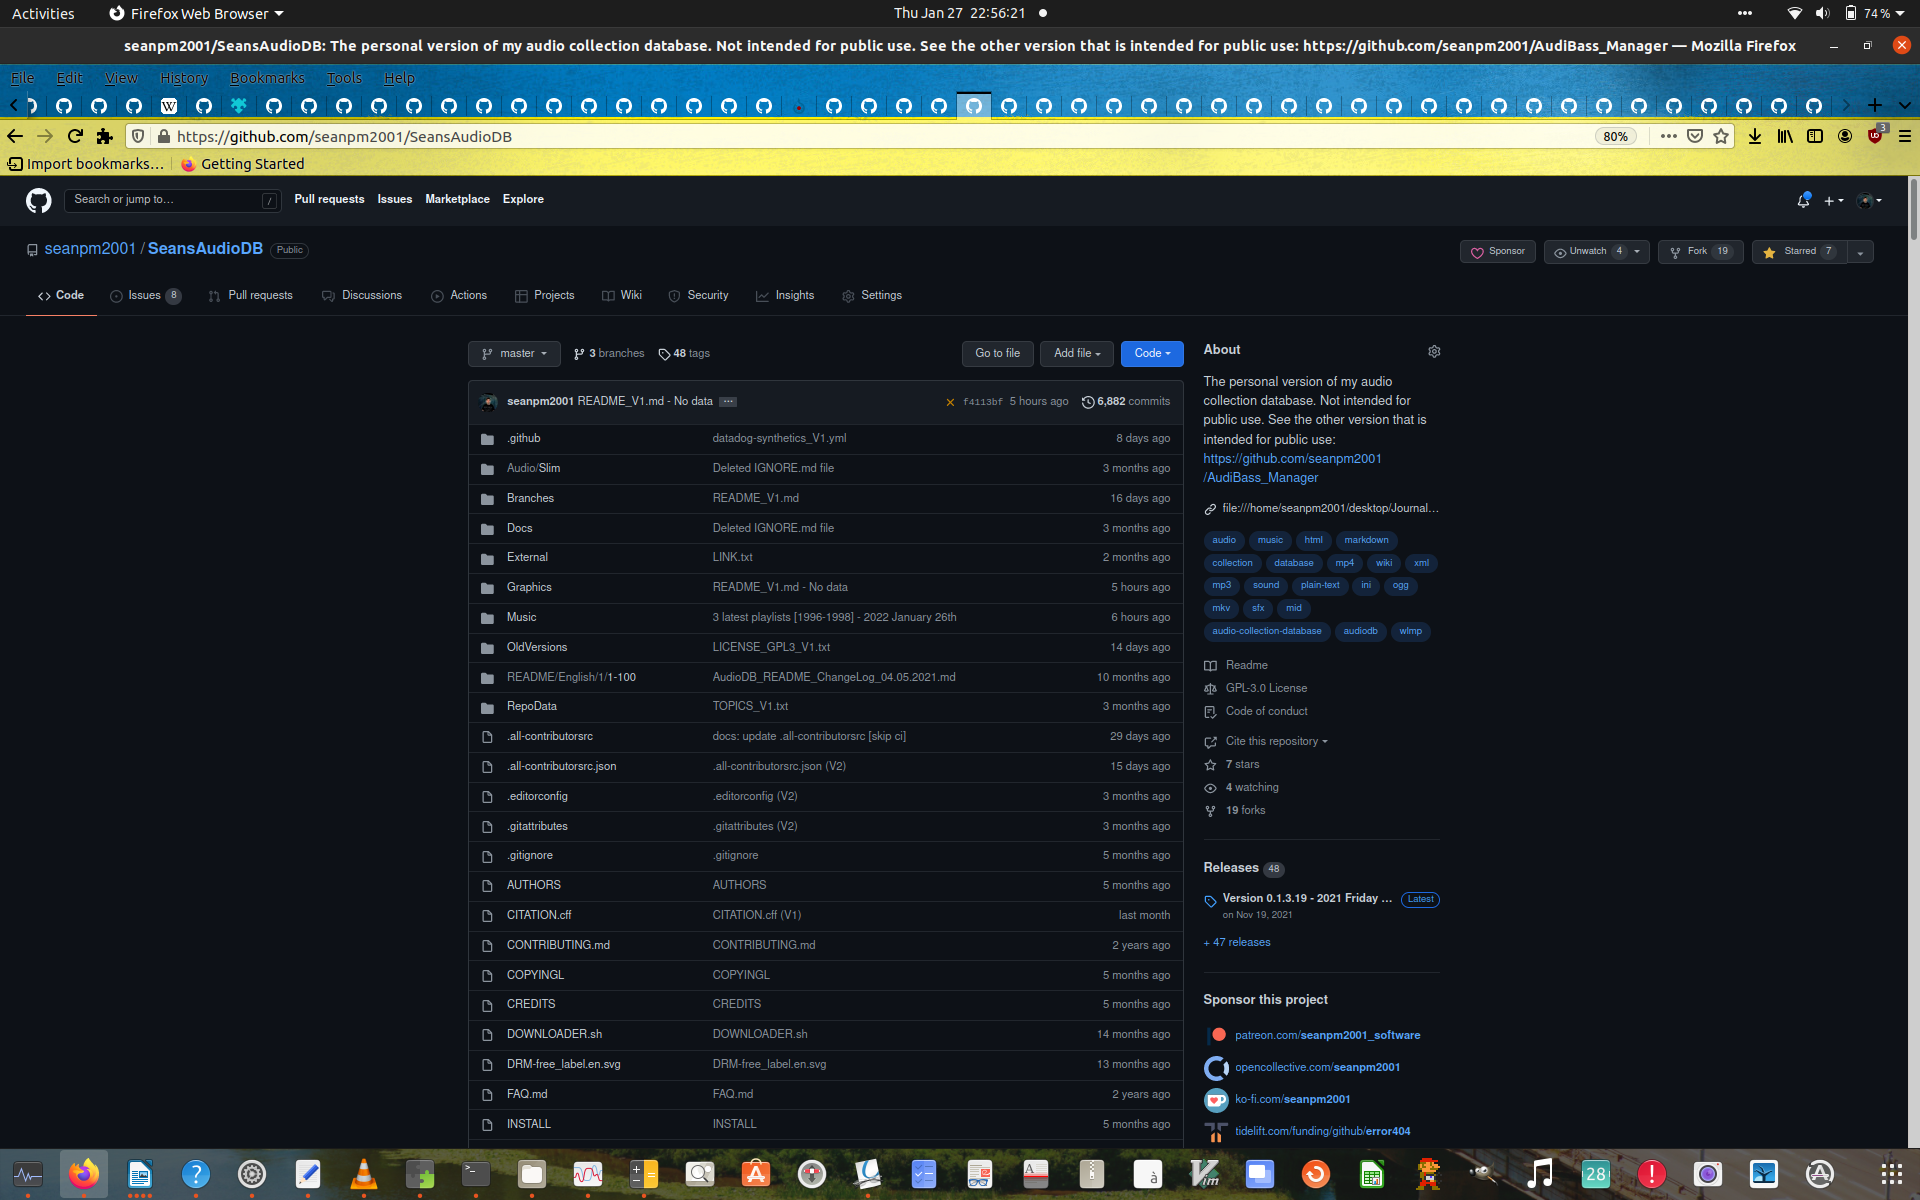 Activities
Firefox Web Browser
Thu Jan 27 22:56:21
74 %
seanpm2001/SeansAudioDB: The personal version of my audio collection database. Not intended for public use. See the other version that is intended for public use: https://github.com/seanpm2001/AudiBass_Manager — Mozilla Firefox
File Edit View History Bookmarks Tools Help
https://github.com/seanpm2001/SeansAudioDB
80%
3
Import bookmarks…
Getting Started
Search or jump to…
/
Pull requests Issues Marketplace Explore
seanpm2001 / SeansAudioDB Public
Sponsor
Unwatch 4
Fork 19
Starred 7
Code
Issues 8
Pull requests
Discussions
Actions
Projects
Wiki
Security
Insights
Settings
master
3 branches
48 tags
Go to file
Add file
Code
seanpm2001 README_V1.md - No data ... f4113bf 5 hours ago 6,882 commits
.github datadog-synthetics_V1.yml 8 days ago
Audio/Slim Deleted IGNORE.md file 3 months ago
Branches README_V1.md 16 days ago
Docs Deleted IGNORE.md file 3 months ago
External LINK.txt 2 months ago
Graphics README_V1.md - No data 5 hours ago
Music 3 latest playlists [1996-1998] - 2022 January 26th 6 hours ago
OldVersions LICENSE_GPL3_V1.txt 14 days ago
README/English/1/1-100 AudioDB_README_ChangeLog_04.05.2021.md 10 months ago
RepoData TOPICS_V1.txt 3 months ago
.all-contributorsrc docs: update .all-contributorsrc [skip ci] 29 days ago
.all-contributorsrc.json .all-contributorsrc.json (V2) 15 days ago
.editorconfig .editorconfig (V2) 3 months ago
.gitattributes .gitattributes (V2) 3 months ago
.gitignore .gitignore 5 months ago
AUTHORS AUTHORS 5 months ago
CITATION.cff CITATION.cff (V1) last month
CONTRIBUTING.md CONTRIBUTING.md 2 years ago
COPYINGL COPYINGL 5 months ago
CREDITS CREDITS 5 months ago
DOWNLOADER.sh DOWNLOADER.sh 14 months ago
DRM-free_label.en.svg DRM-free_label.en.svg 13 months ago
FAQ.md FAQ.md 2 years ago
INSTALL INSTALL 5 months ago
About
The personal version of my audio
collection database. Not intended for
public use. See the other version that is
intended for public use:
https://github.com/seanpm2001
/AudiBass_Manager
file:///home/seanpm2001/desktop/Journal…
audio music html markdown
collection database mp4 wiki xml
mp3 sound plain-text ini ogg
mkv sfx mid
audio-collection-database audiodb wlmp
Readme
GPL-3.0 License
Code of conduct
Cite this repository
7 stars
4 watching
19 forks
Releases 48
Version 0.1.3.19 - 2021 Friday ... Latest
on Nov 19, 2021
+ 47 releases
Sponsor this project
patreon.com/seanpm2001_software
opencollective.com/seanpm2001
ko-fi.com/seanpm2001
tidelift.com/funding/github/error404
28